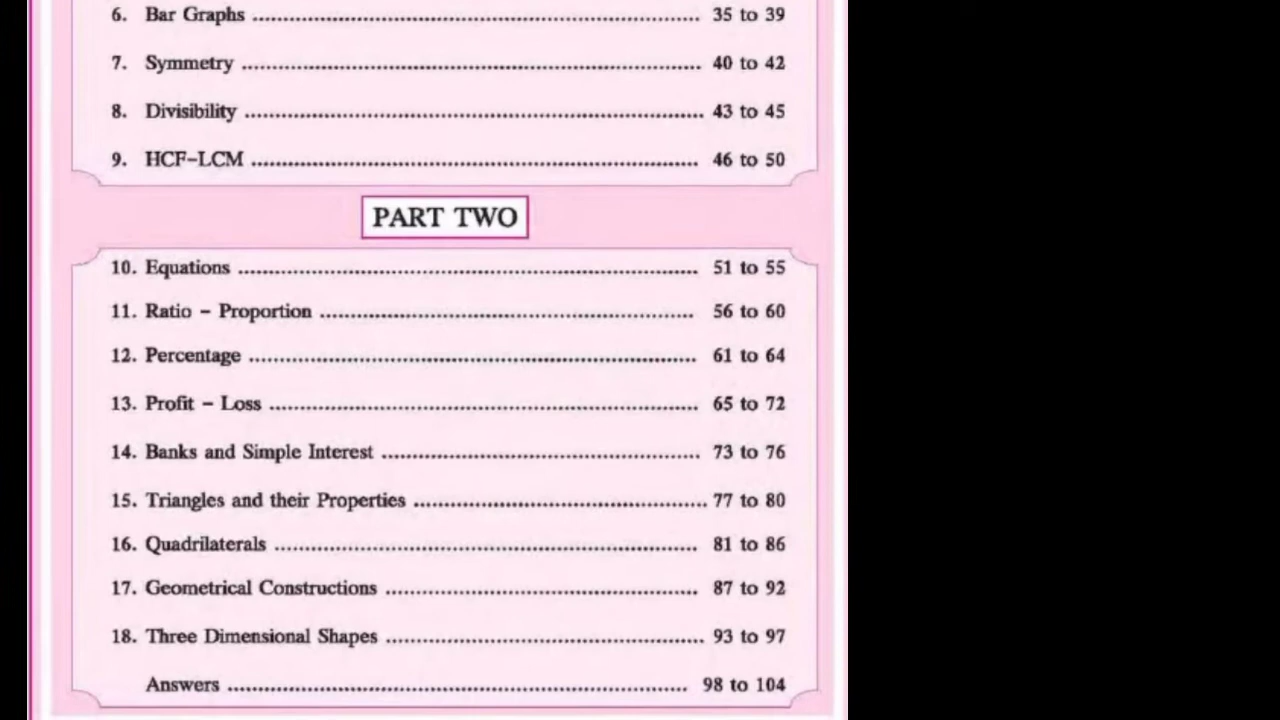 6. Bar Graphs ........................................................................ 35 to 39
7. Symmetry .......................................................................... 40 to 42
8. Divisibility .......................................................................... 43 to 45
9. HCF-LCM ........................................................................ 46 to 50
PART TWO
10. Equations .......................................................................... 51 to 55
11. Ratio - Proportion ............................................................ 56 to 60
12. Percentage ........................................................................ 61 to 64
13. Profit - Loss .................................................................... 65 to 72
14. Banks and Simple Interest .................................................. 73 to 76
15. Triangles and their Properties .............................................. 77 to 80
16. Quadrilaterals .................................................................... 81 to 86
17. Geometrical Constructions .................................................. 87 to 92
18. Three Dimensional Shapes .................................................. 93 to 97
Answers .......................................................................... 98 to 104